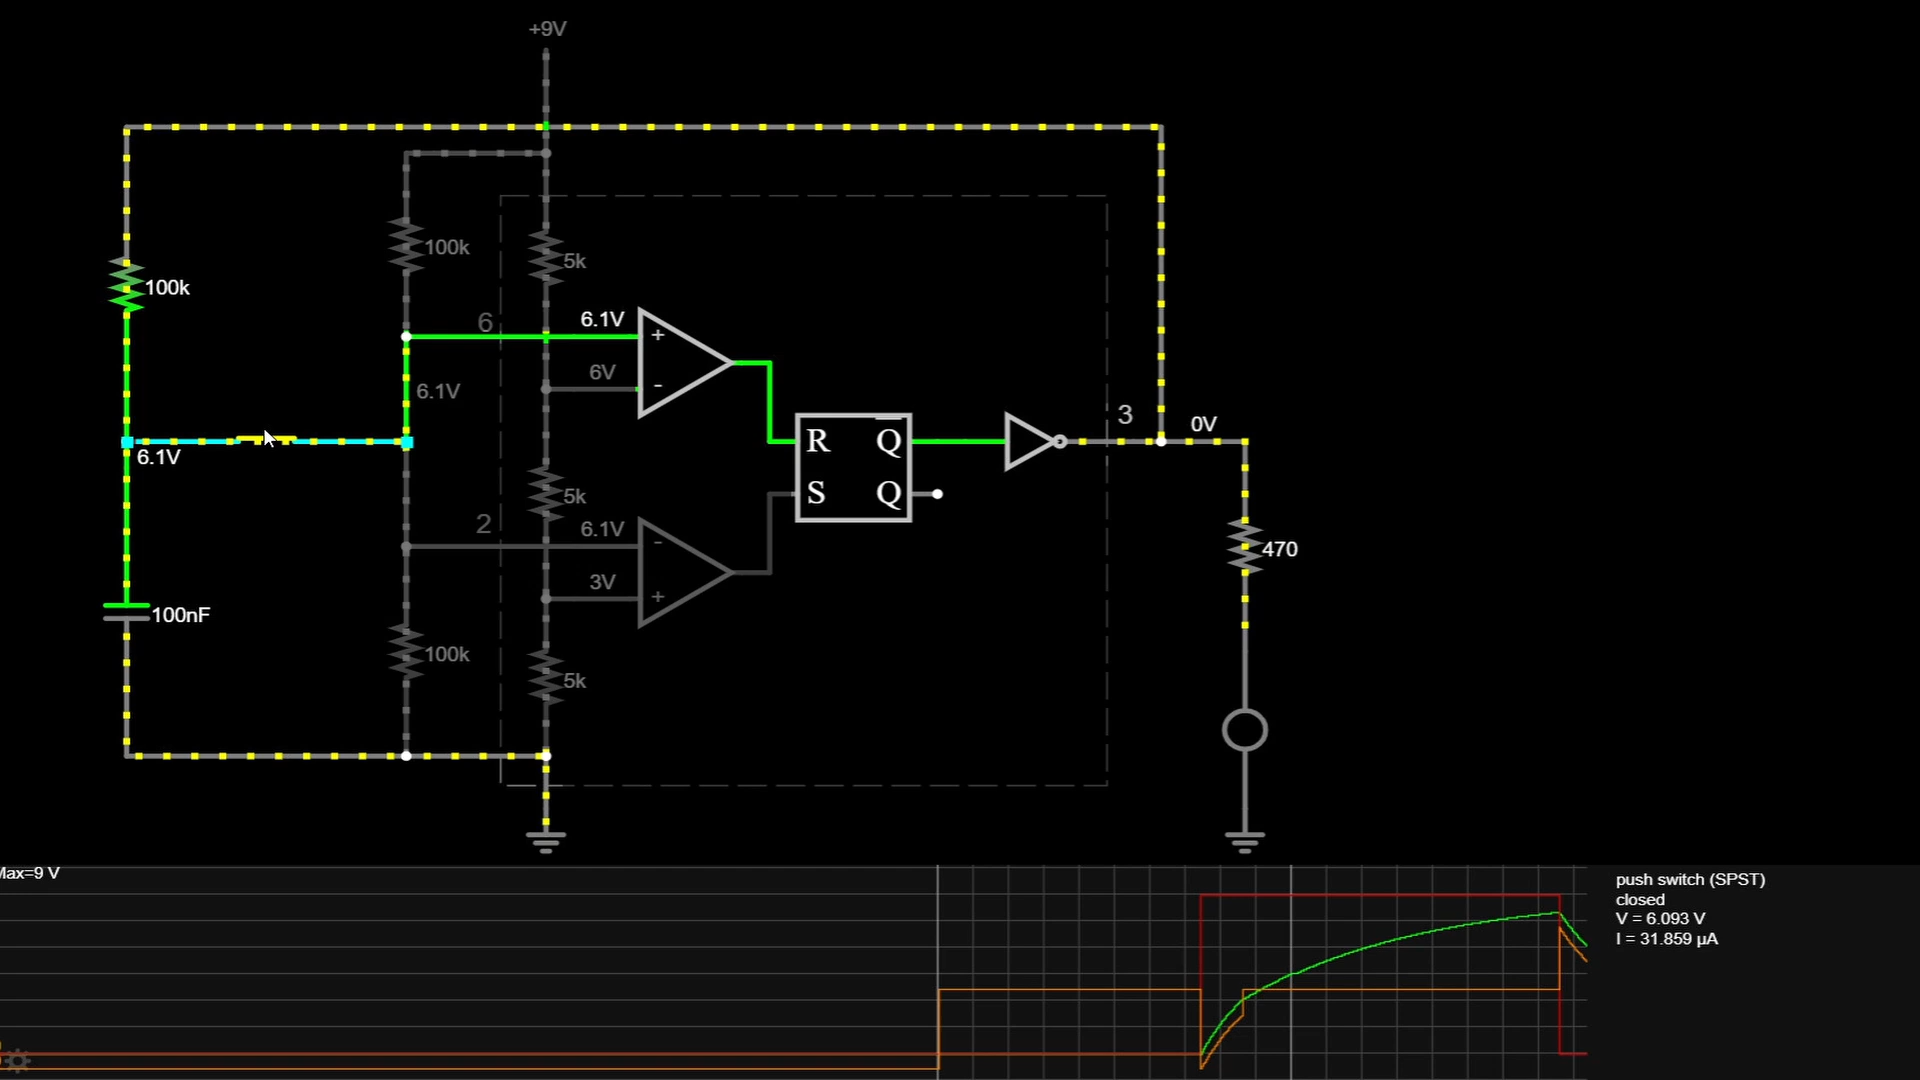 +9V
100k
5k
100k
6
6.1V
+
6V
-
6.1V
3
0V
R
Q
6.1V
S
Q
5k
2
6.1V
-
470
3V
+
100nF
100k
5k
Max=9 V
push switch (SPST)
closed
V = 6.093 V
I = 31.859 µA